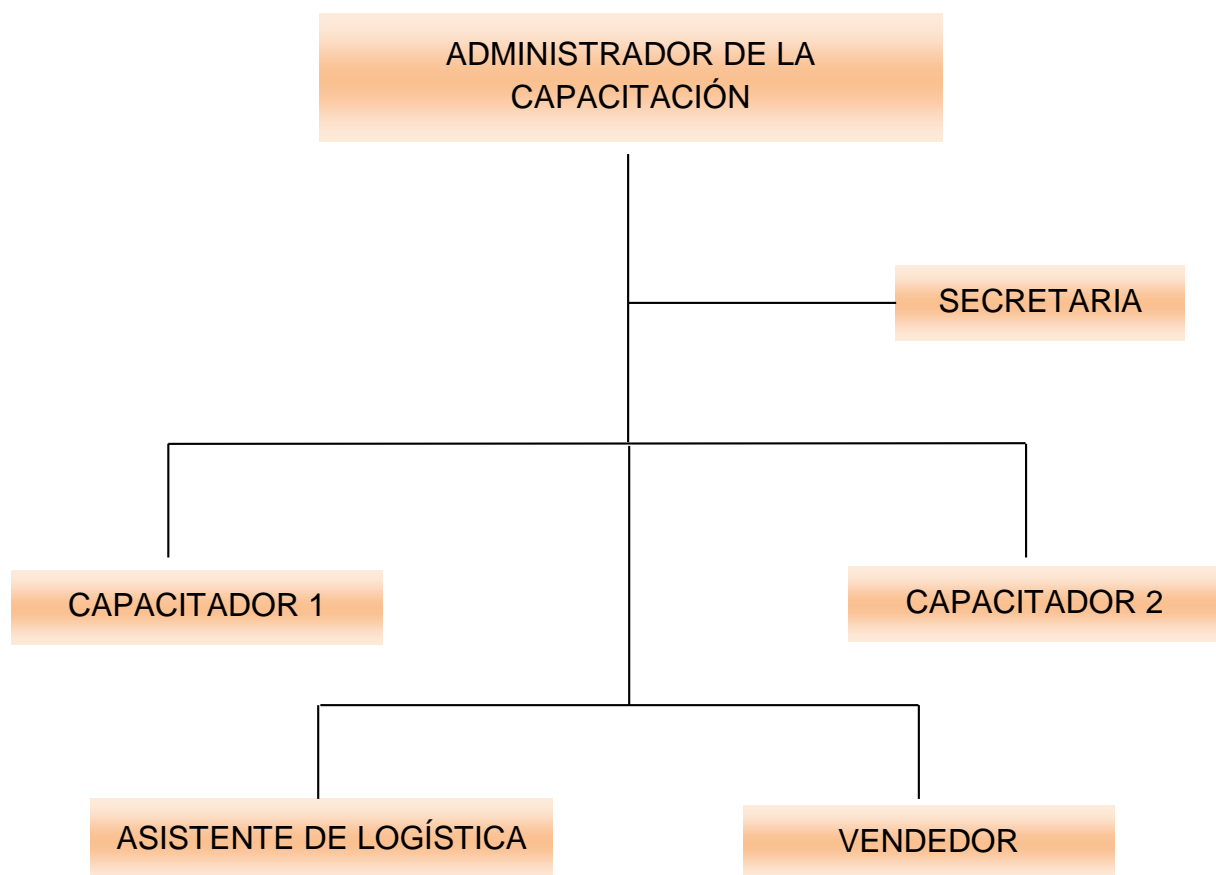 ADMINISTRADOR DE LA
CAPACITACIÓN
SECRETARIA
CAPACITADOR 1
CAPACITADOR 2
ASISTENTE DE LOGÍSTICA
VENDEDOR